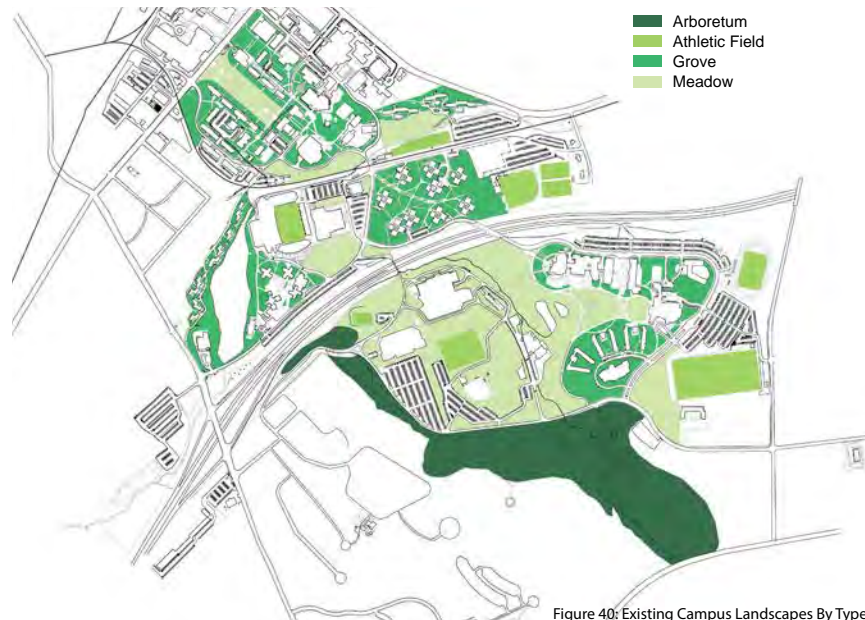 Arboretum
Athletic Field
Grove
Meadow
Figure 40: Existing Campus Landscapes By Type